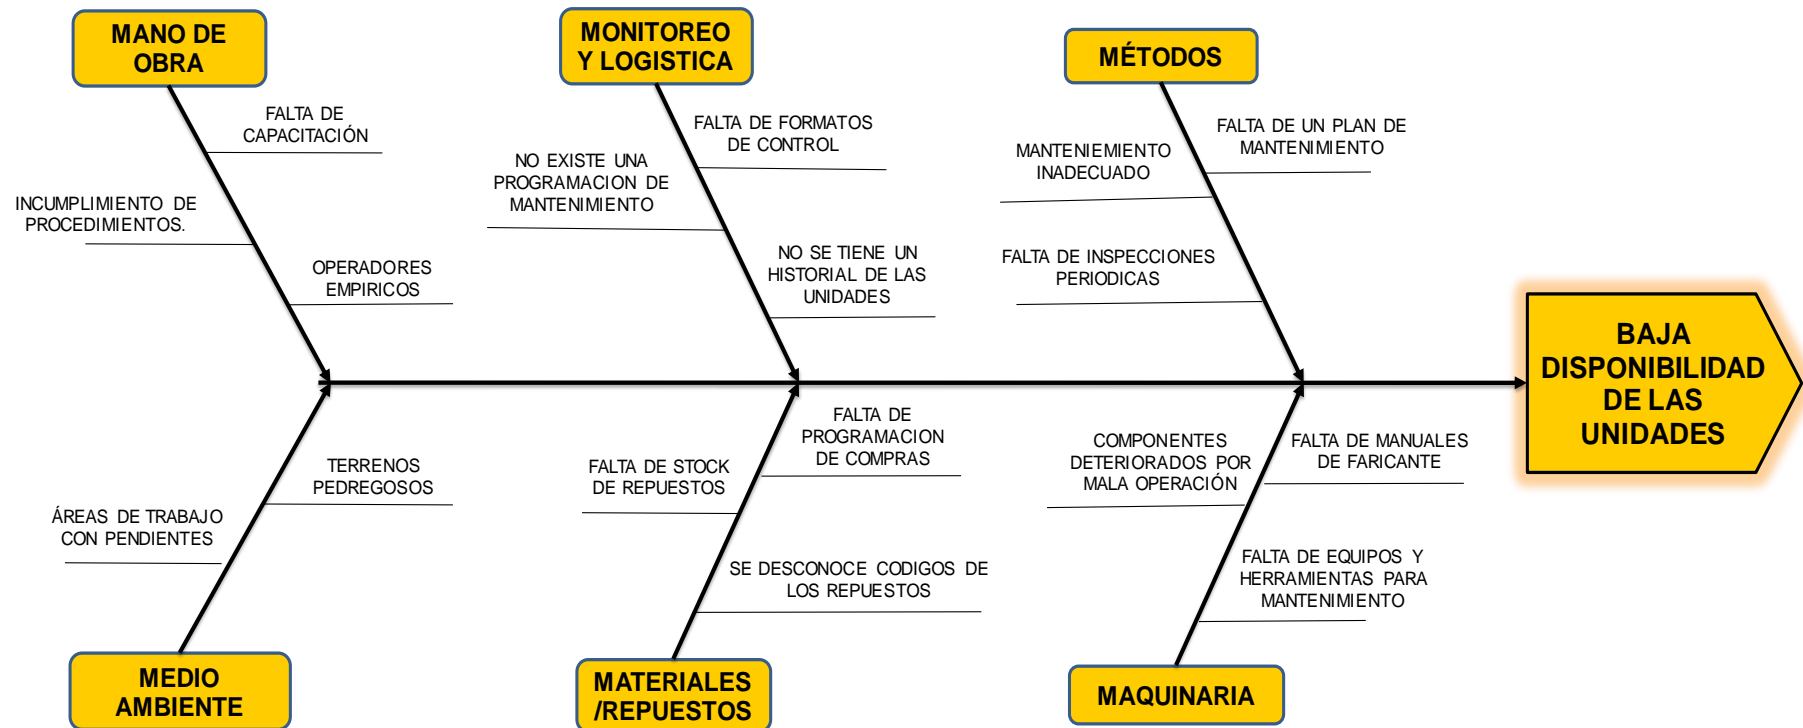 MANO DE
OBRA
MONITOREO
Y LOGISTICA
MÉTODOS
FALTA DE
CAPACITACIÓN
INCUMPLIMIENTO DE
PROCEDIMIENTOS.
OPERADORES
EMPIRICOS
FALTA DE FORMATOS
DE CONTROL
NO EXISTE UNA
PROGRAMACION DE
MANTENIMIENTO
NO SE TIENE UN
HISTORIAL DE LAS
UNIDADES
FALTA DE UN PLAN DE
MANTENIMIENTO
MANTENIEMIENTO
INADECUADO
FALTA DE INSPECCIONES
PERIODICAS
BAJA
DISPONIBILIDAD
DE LAS
UNIDADES
TERRENOS
PEDREGOSOS
ÁREAS DE TRABAJO
CON PENDIENTES
FALTA DE
PROGRAMACION
DE COMPRAS
FALTA DE STOCK
DE REPUESTOS
SE DESCONOCE CODIGOS DE
LOS REPUESTOS
COMPONENTES
DETERIORADOS POR
MALA OPERACIÓN
FALTA DE MANUALES
DE FARICANTE
FALTA DE EQUIPOS Y
HERRAMIENTAS PARA
MANTENIMIENTO
MEDIO
AMBIENTE
MATERIALES
/REPUESTOS
MAQUINARIA